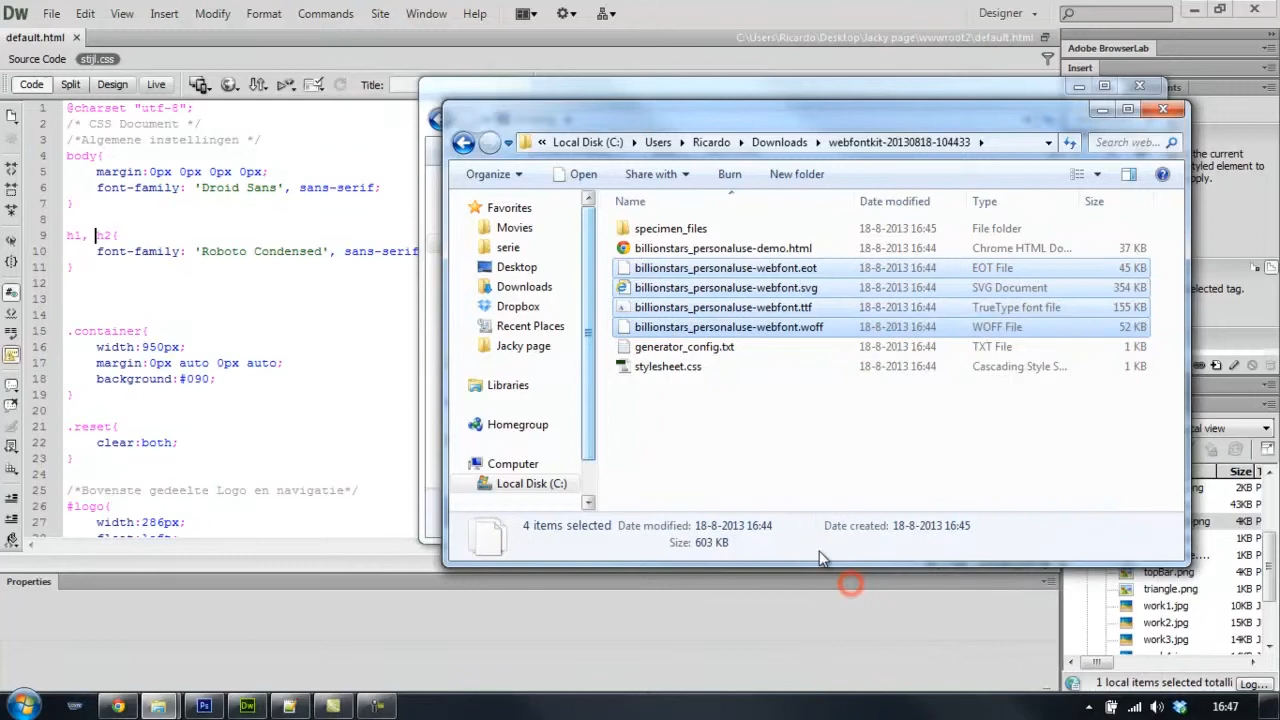 DW File Edit View Insert Modify Format Commands Site Window Help Designer
default.html
C:\Users\Ricardo\Desktop\Jacky page\wwwroot2\default.html
Source Code stijl.css
Code Split Design Live Title:
Adobe BrowserLab
Insert
1 @charset "utf-8";
2 /* CSS Document */
3 /*Algemene instellingen */
4 body{
5 margin:0px 0px 0px 0px;
6 font-family: 'Droid Sans', sans-serif;
7 }
8
9 h1, h2{
10 font-family: 'Roboto Condensed', sans-serif
11 }
12
13
14
15 .container{
16 width:950px;
17 margin:0px auto 0px auto;
18 background:#090;
19 }
20
21 .reset{
22 clear:both;
23 }
24
25 /*Bovenste gedeelte Logo en navigatie*/
26 #logo{
27 width:286px;
Properties
« Local Disk (C:) Users Ricardo Downloads webfontkit-20130818-104433
Search web...
Organize Open Share with Burn New folder
Favorites
Movies
serie
Desktop
Downloads
Dropbox
Recent Places
Jacky page
Libraries
Homegroup
Computer
Local Disk (C:)
Name Date modified Type Size
specimen_files 18-8-2013 16:45 File folder
billionstars_personaluse-demo.html 18-8-2013 16:44 Chrome HTML Do... 37 KB
billionstars_personaluse-webfont.eot 18-8-2013 16:44 EOT File 45 KB
billionstars_personaluse-webfont.svg 18-8-2013 16:44 SVG Document 354 KB
billionstars_personaluse-webfont.ttf 18-8-2013 16:44 TrueType font file 155 KB
billionstars_personaluse-webfont.woff 18-8-2013 16:44 WOFF File 52 KB
generator_config.txt 18-8-2013 16:44 TXT File 1 KB
stylesheet.css 18-8-2013 16:44 Cascading Style S... 1 KB
4 items selected Date modified: 18-8-2013 16:44 Date created: 18-8-2013 16:45
Size: 603 KB
the current
selected tag.
Size
2KB
43KB
4KB
1KB
1KB
topBar.png 4KB
triangle.png 1KB
work1.jpg 10KB
work2.jpg 15KB
work3.jpg 14KB
1 local items selected totalli Log...
Ps Dw
16:47